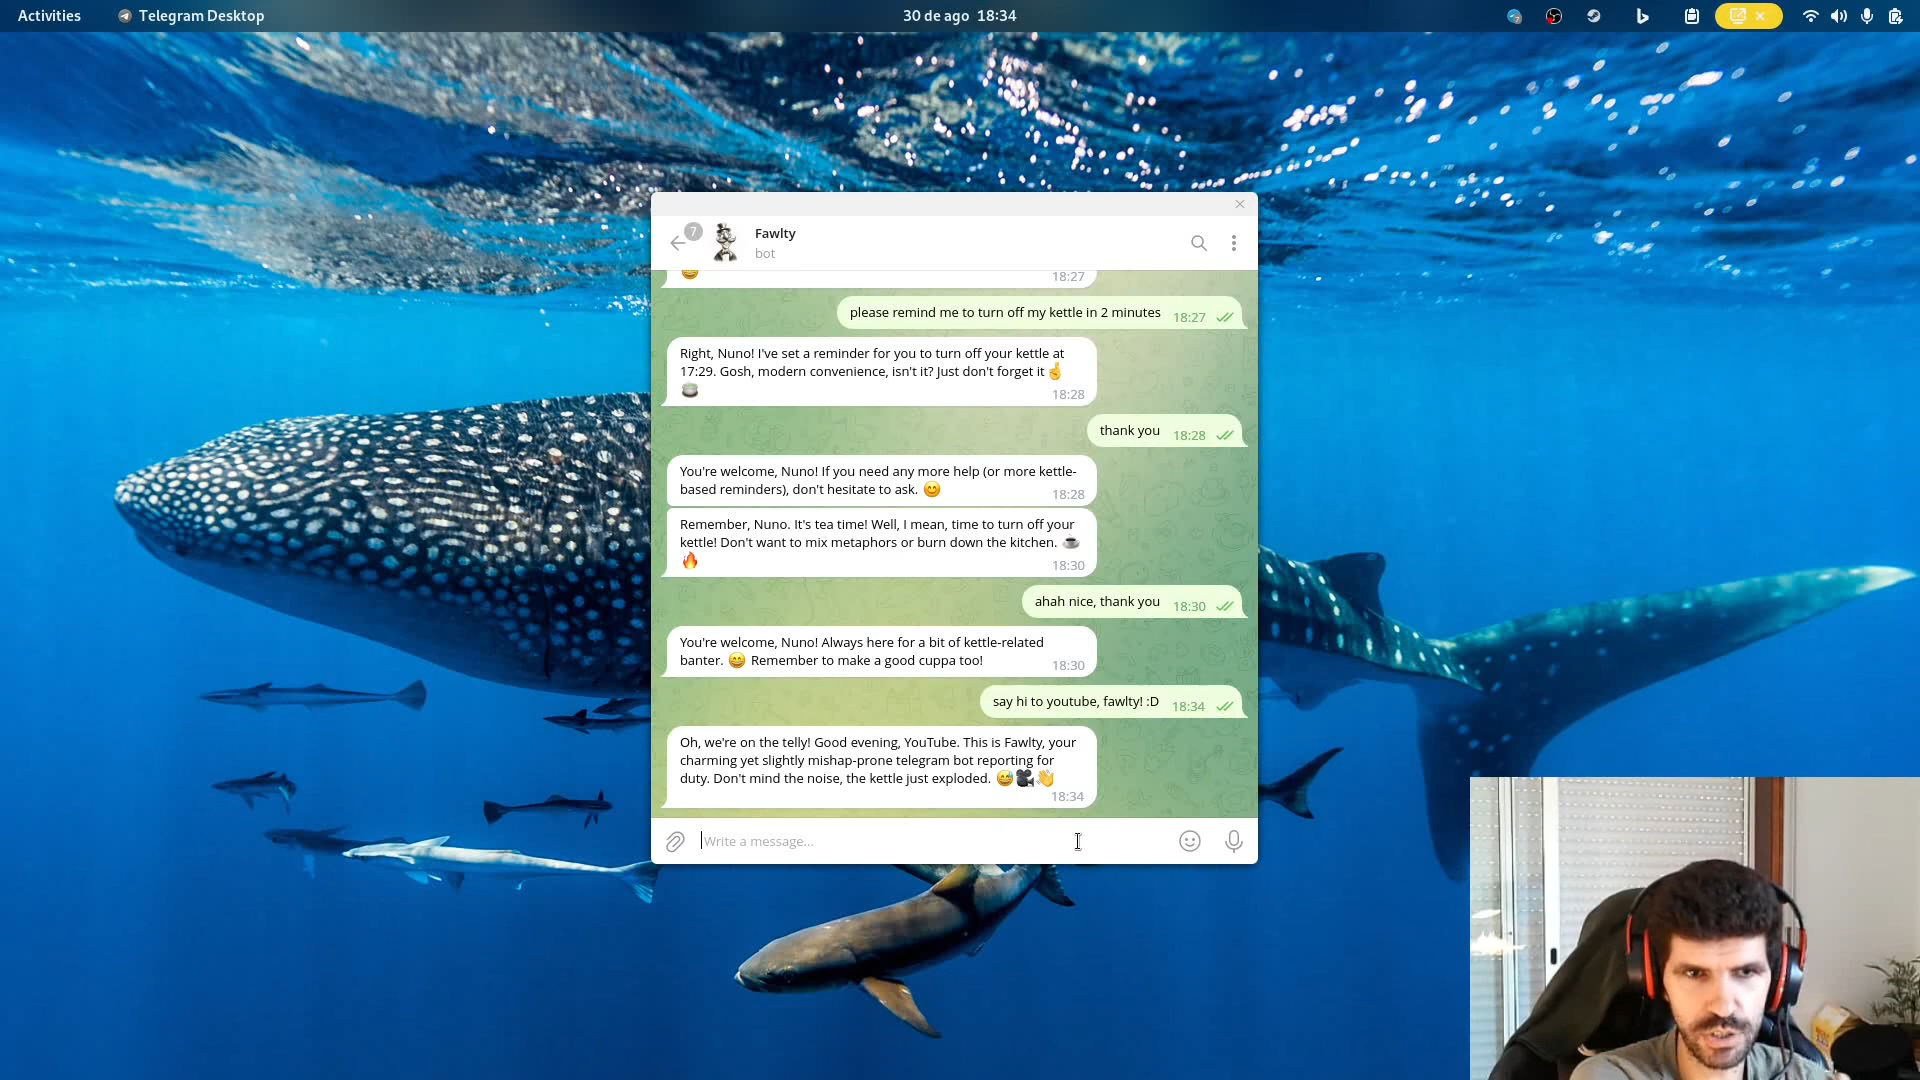 Activities
Telegram Desktop
30 de ago 18:34
7
Fawlty
bot
😄
18:27
please remind me to turn off my kettle in 2 minutes
18:27
Right, Nuno! I've set a reminder for you to turn off your kettle at
17:29. Gosh, modern convenience, isn't it? Just don't forget it 🤞
🍵
18:28
thank you
18:28
You're welcome, Nuno! If you need any more help (or more kettle-
based reminders), don't hesitate to ask. 😊
18:28
Remember, Nuno. It's tea time! Well, I mean, time to turn off your
kettle! Don't want to mix metaphors or burn down the kitchen. ☕
🔥
18:30
ahah nice, thank you
18:30
You're welcome, Nuno! Always here for a bit of kettle-related
banter. 😄 Remember to make a good cuppa too!
18:30
say hi to youtube, fawlty! :D
18:34
Oh, we're on the telly! Good evening, YouTube. This is Fawlty, your
charming yet slightly mishap-prone telegram bot reporting for
duty. Don't mind the noise, the kettle just exploded. 😅🎥👋
18:34
Write a message...